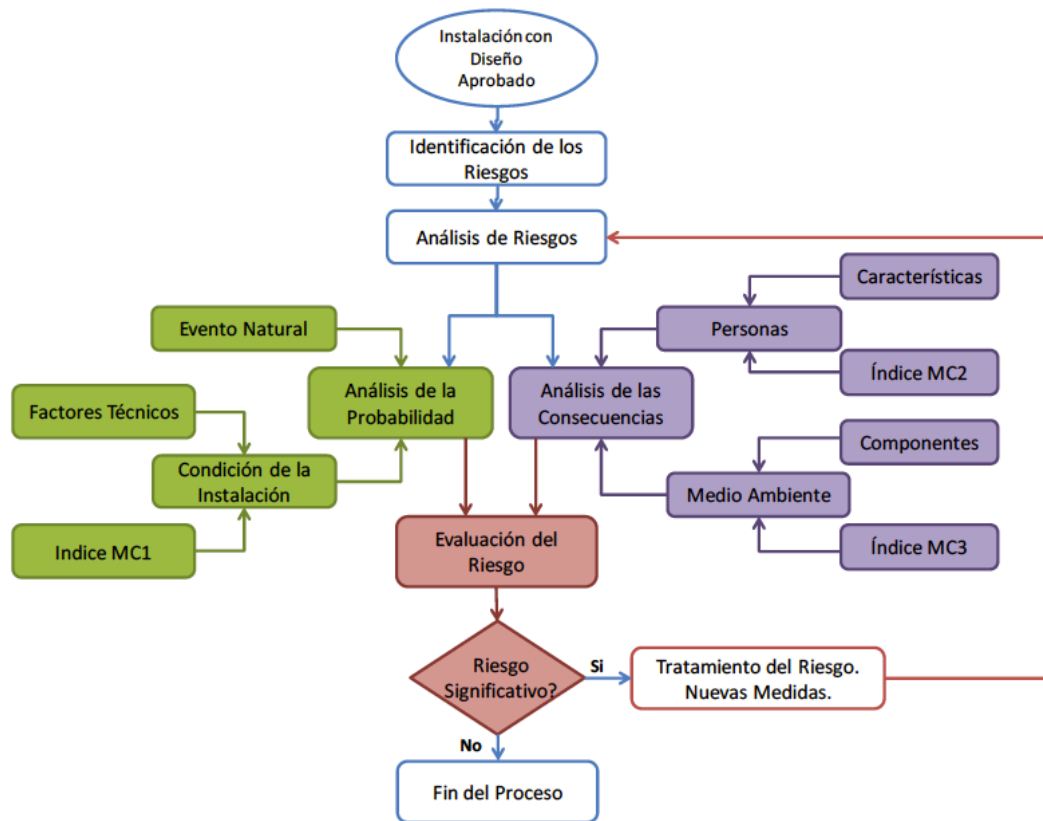 Instalación con
Diseño
Aprobado
Identificación de los
Riesgos
Análisis de Riesgos
Evento Natural
Factores Técnicos
Condición de la
Instalación
Indice MC1
Análisis de la
Probabilidad
Análisis de las
Consecuencias
Personas
Característícas
Índice MC2
Componentes
Medio Ambiente
Índice MC3
Evaluación del
Riesgo
Riesgo
Significativo?
Si
Tratamiento del Riesgo.
Nuevas Medidas.
No
Fin del Proceso